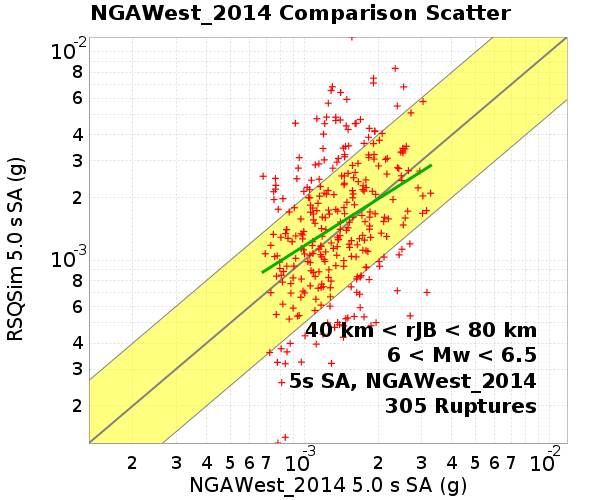 NGAWest_2014 Comparison Scatter
10-2
8
6
4
3
2
10-3
8
6
4
3
2
RSQSim 5.0 s SA (g)
40 km < rJB < 80 km
6 < Mw < 6.5
5s SA, NGAWest_2014
305 Ruptures
2 3 4 5 6 7 10-3 2 3 4 5 6 7 10-2
NGAWest_2014 5.0 s SA (g)